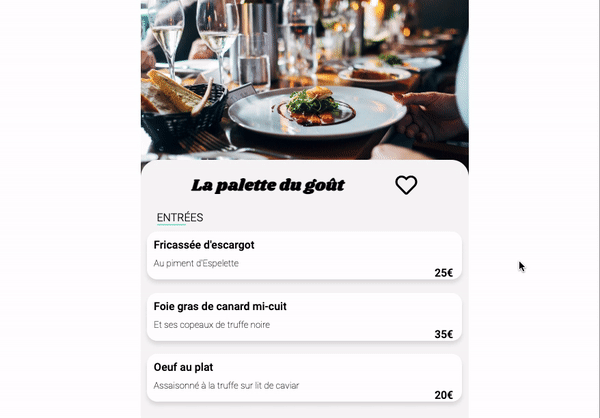 La palette du goût
ENTRÉES
Fricassée d'escargot
Au piment d'Espelette
25€
Foie gras de canard mi-cuit
Et ses copeaux de truffe noire
35€
Oeuf au plat
Assaisonné à la truffe sur lit de caviar
20€